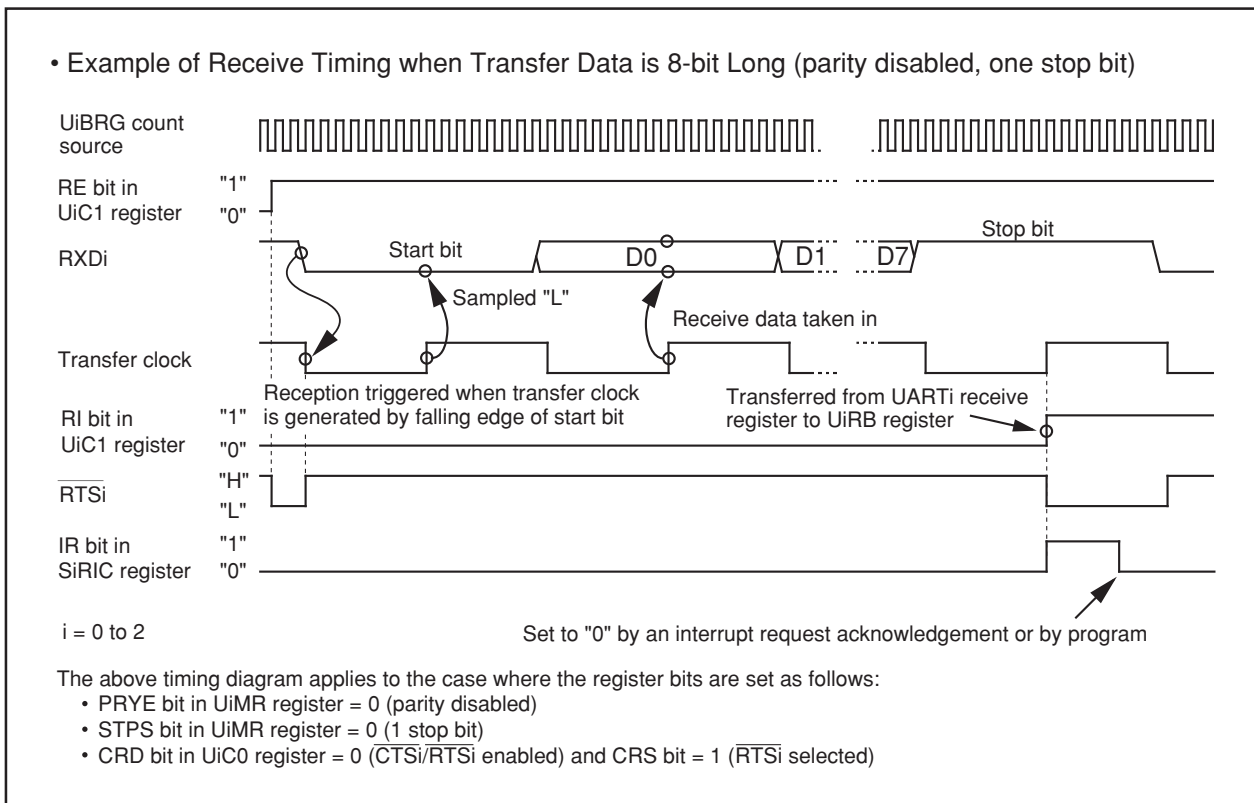 • Example of Receive Timing when Transfer Data is 8-bit Long (parity disabled, one stop bit)
UiBRG count
source
RE bit in
UiC1 register
"1"
"0"
RXDi
Start bit
D0
D1
D7
Stop bit
Sampled "L"
Receive data taken in
Transfer clock
Reception triggered when transfer clock
is generated by falling edge of start bit
Transferred from UARTi receive
register to UiRB register
RI bit in
UiC1 register
"1"
"0"
RTSi
"H"
"L"
IR bit in
SiRIC register
"1"
"0"
i = 0 to 2
Set to "0" by an interrupt request acknowledgement or by program
The above timing diagram applies to the case where the register bits are set as follows:
• PRYE bit in UiMR register = 0 (parity disabled)
• STPS bit in UiMR register = 0 (1 stop bit)
• CRD bit in UiC0 register = 0 (CTSi/RTSi enabled) and CRS bit = 1 (RTSi selected)